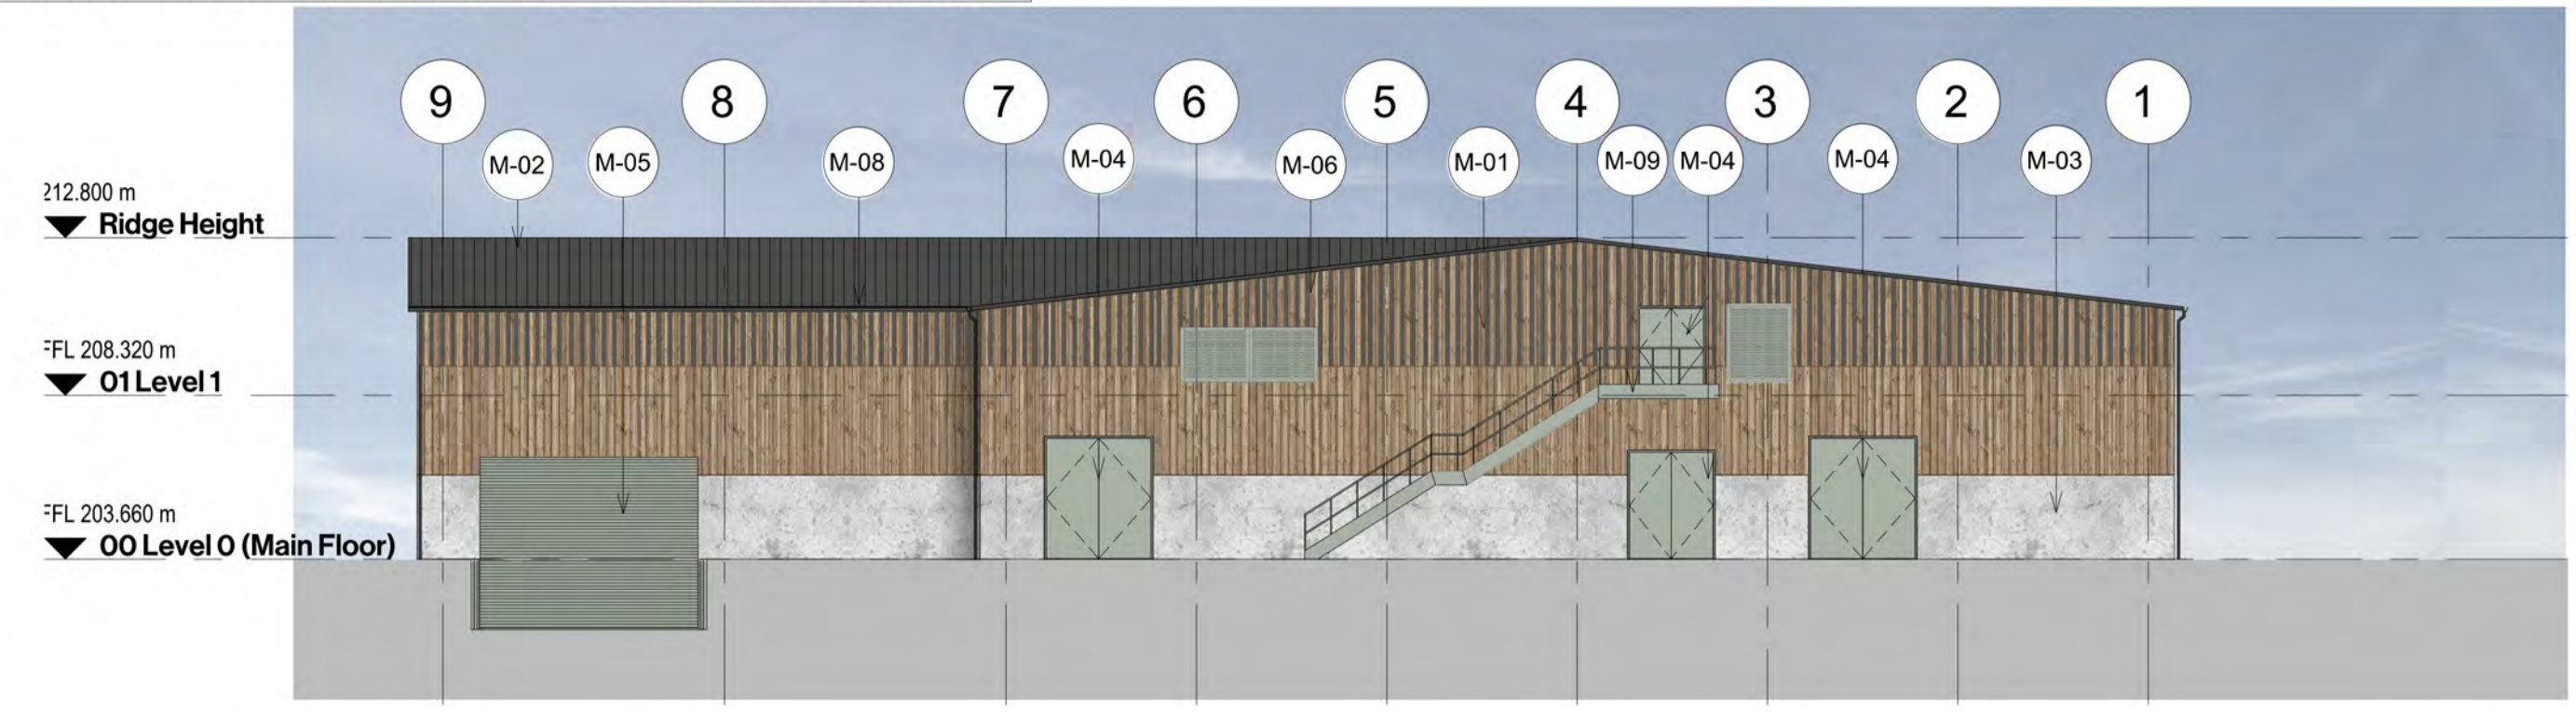 9 8 7 6 5 4 3 2 1
M-02 M-05 M-08 M-04 M-06 M-01 M-09 M-04 M-04 M-03
212.800 m
Ridge Height
FFL 208.320 m
01 Level 1
FFL 203.660 m
00 Level 0 (Main Floor)